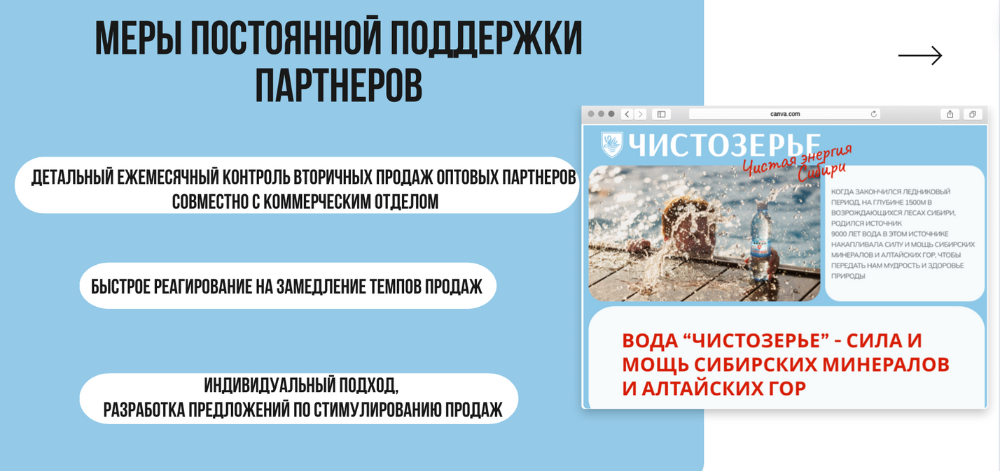 МЕРЫ ПОСТОЯННОЙ ПОДДЕРЖКИ
ПАРТНЕРОВ
ДЕТАЛЬНЫЙ ЕЖЕМЕСЯЧНЫЙ КОНТРОЛЬ ВТОРИЧНЫХ ПРОДАЖ ОПТОВЫХ ПАРТНЕРОВ
СОВМЕСТНО С КОММЕРЧЕСКИМ ОТДЕЛОМ
БЫСТРОЕ РЕАГИРОВАНИЕ НА ЗАМЕДЛЕНИЕ ТЕМПОВ ПРОДАЖ
ИНДИВИДУАЛЬНЫЙ ПОДХОД,
РАЗРАБОТКА ПРЕДЛОЖЕНИЙ ПО СТИМУЛИРОВАНИЮ ПРОДАЖ
canva.com
ЧИСТОЗЕРЬЕ
Чистая энергия
Сибири
КОГДА ЗАКОНЧИЛСЯ ЛЕДНИКОВЫЙ
ПЕРИОД, НА ГЛУБИНЕ 1500М В
ВОЗРОЖДАЮЩИХСЯ ЛЕСАХ СИБИРИ,
РОДИЛСЯ ИСТОЧНИК
9000 ЛЕТ ВОДА В ЭТОМ ИСТОЧНИКЕ
НАКАПЛИВАЛА СИЛУ И МОЩЬ СИБИРСКИХ
МИНЕРАЛОВ И АЛТАЙСКИХ ГОР, ЧТОБЫ
ПЕРЕДАТЬ НАМ МУДРОСТЬ И ЗДОРОВЬЕ
ПРИРОДЫ
ВОДА “ЧИСТОЗЕРЬЕ” - СИЛА И
МОЩЬ СИБИРСКИХ МИНЕРАЛОВ
И АЛТАЙСКИХ ГОР